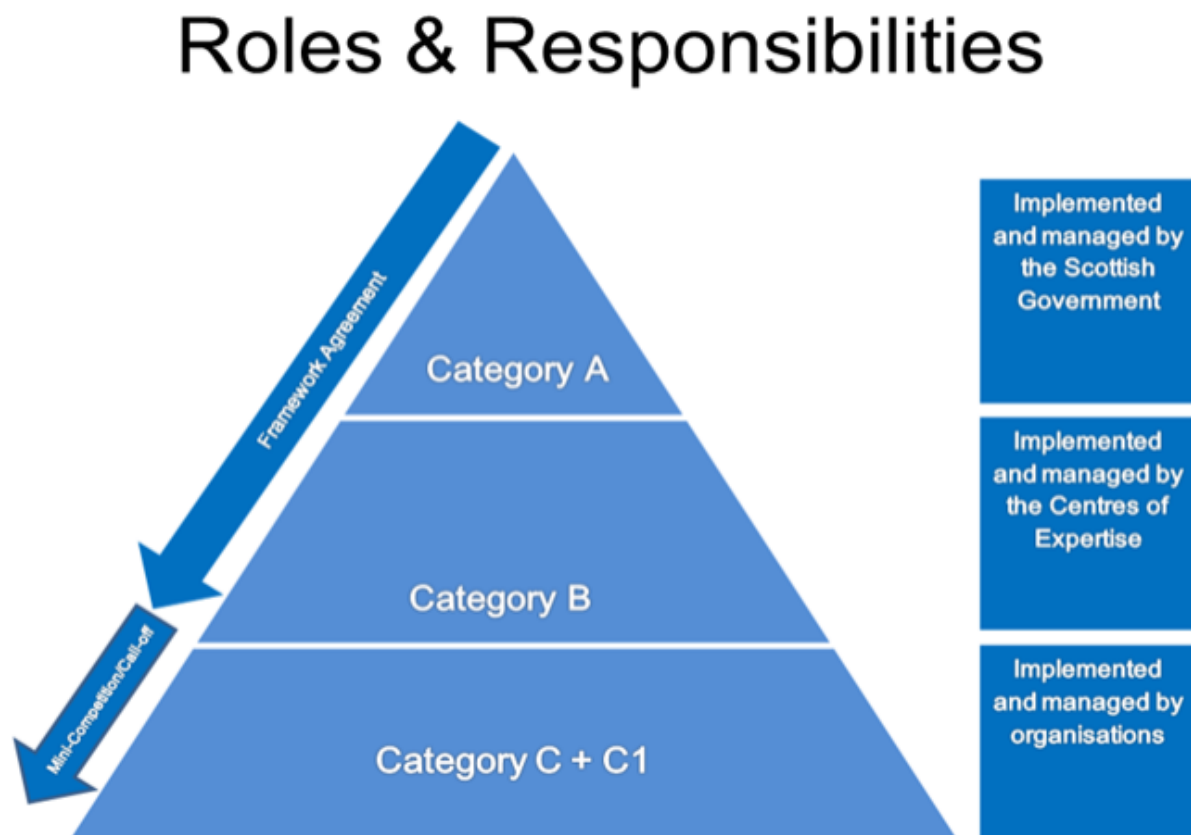 Roles & Responsibilities
Framework Agreement
Mini-Competition/Call-off
Category A
Category B
Category C + C1
Implemented
and managed by
the Scottish
Government
Implemented
and managed by
the Centres of
Expertise
Implemented
and managed by
organisations